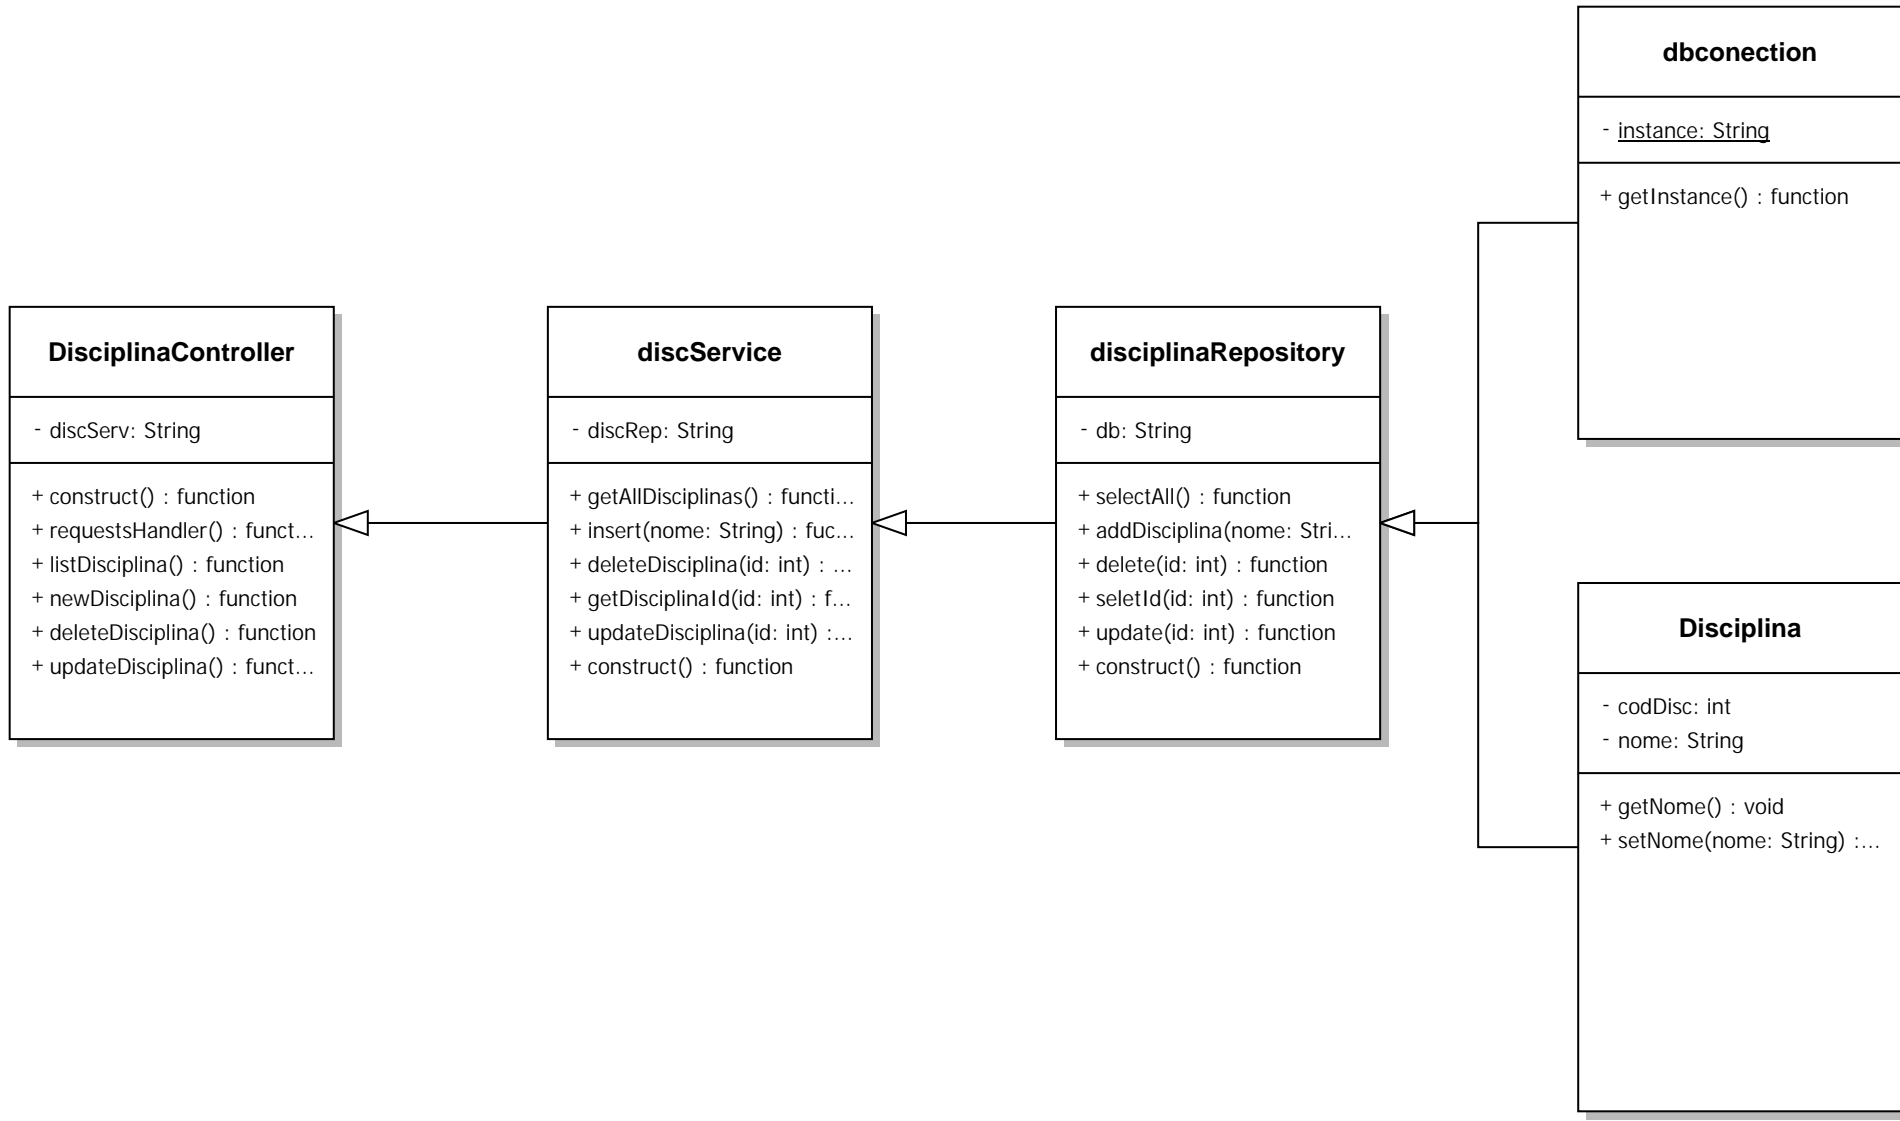 DisciplinaController
- discServ: String
+ construct() : function
+ requestsHandler() : funct...
+ listDisciplina() : function
+ newDisciplina() : function
+ deleteDisciplina() : function
+ updateDisciplina() : funct...
discService
- discRep: String
+ getAllDisciplinas() : functi...
+ insert(nome: String) : fuc...
+ deleteDisciplina(id: int) : ...
+ getDisciplinaId(id: int) : f...
+ updateDisciplina(id: int) :...
+ construct() : function
disciplinaRepository
- db: String
+ selectAll() : function
+ addDisciplina(nome: Stri...
+ delete(id: int) : function
+ seletId(id: int) : function
+ update(id: int) : function
+ construct() : function
dbconection
- instance: String
+ getInstance() : function
Disciplina
- codDisc: int
- nome: String
+ getNome() : void
+ setNome(nome: String) :...